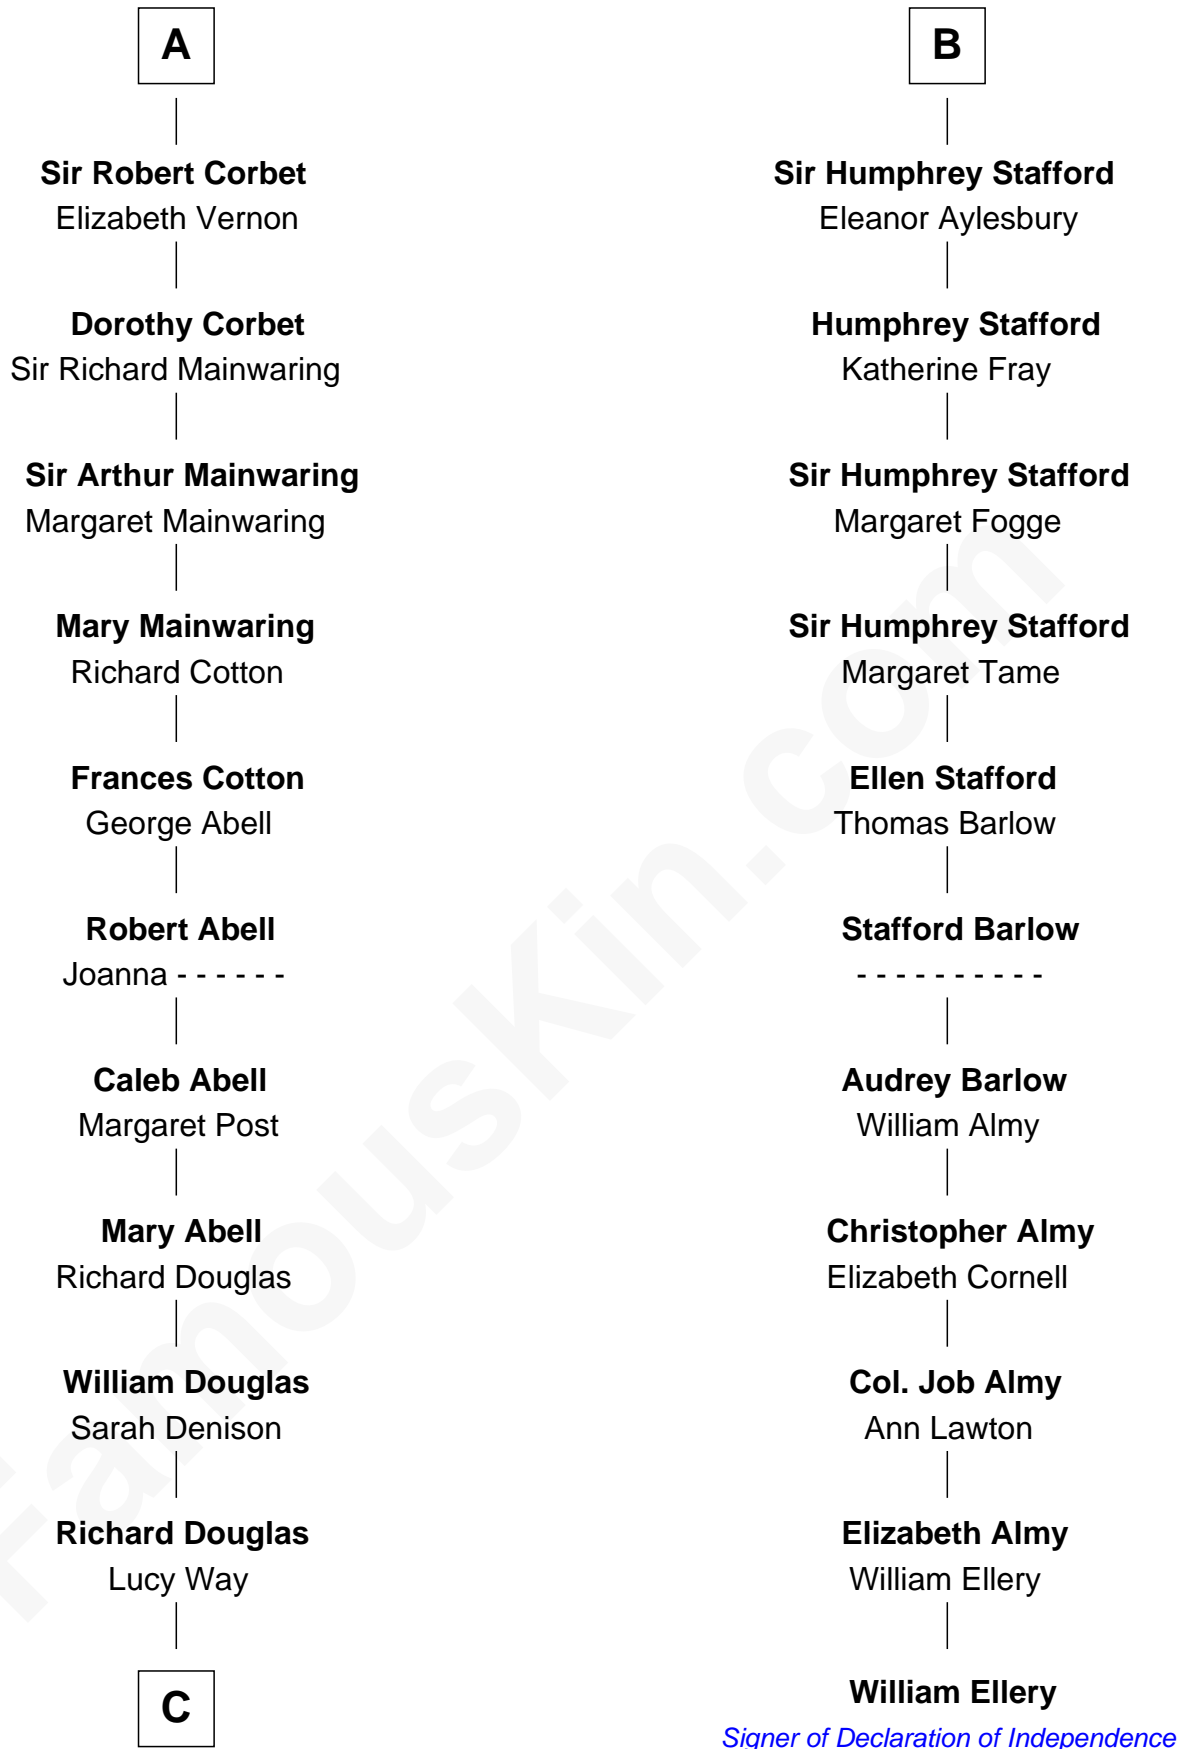 A
Sir Robert Corbet
Elizabeth Vernon
Dorothy Corbet
Sir Richard Mainwaring
Sir Arthur Mainwaring
Margaret Mainwaring
Mary Mainwaring
Richard Cotton
Frances Cotton
George Abell
Robert Abell
Joanna - - - - - -
Caleb Abell
Margaret Post
Mary Abell
Richard Douglas
William Douglas
Sarah Denison
Richard Douglas
Lucy Way
C
B
Sir Humphrey Stafford
Eleanor Aylesbury
Humphrey Stafford
Katherine Fray
Sir Humphrey Stafford
Margaret Fogge
Sir Humphrey Stafford
Margaret Tame
Ellen Stafford
Thomas Barlow
Stafford Barlow
- - - - - - - - - -
Audrey Barlow
William Almy
Christopher Almy
Elizabeth Cornell
Col. Job Almy
Ann Lawton
Elizabeth Almy
William Ellery
William Ellery
Signer of Declaration of Independence
FamousKin.com